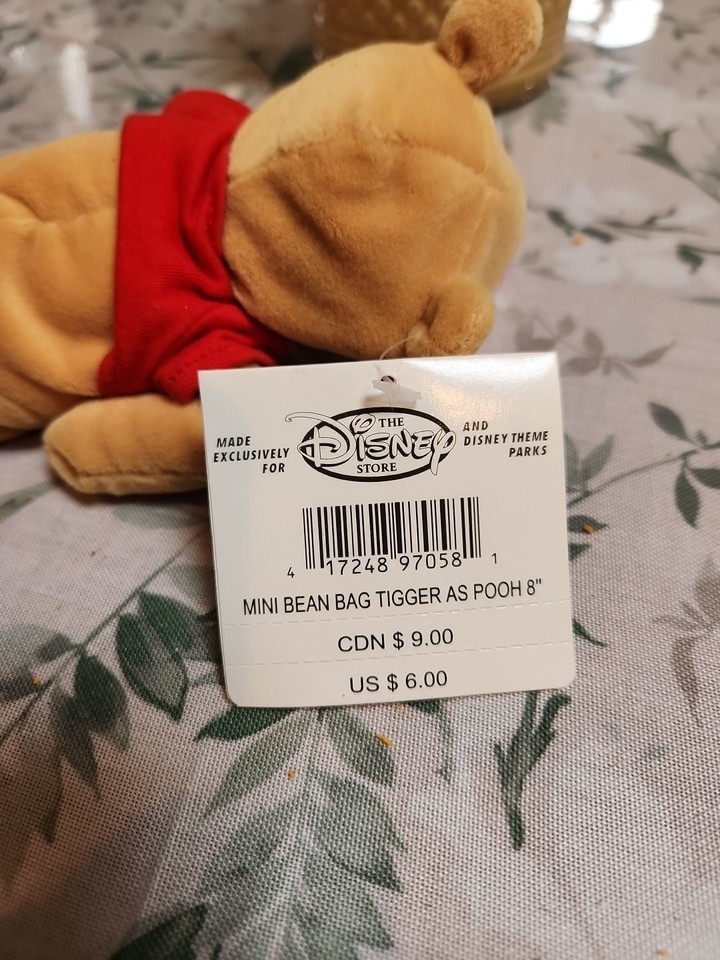 MADE
EXCLUSIVELY
FOR
THE
DISNEY
STORE
AND
DISNEY THEME
PARKS
4 17248 97058 1
MINI BEAN BAG TIGGER AS POOH 8"
CDN $ 9.00
US $ 6.00